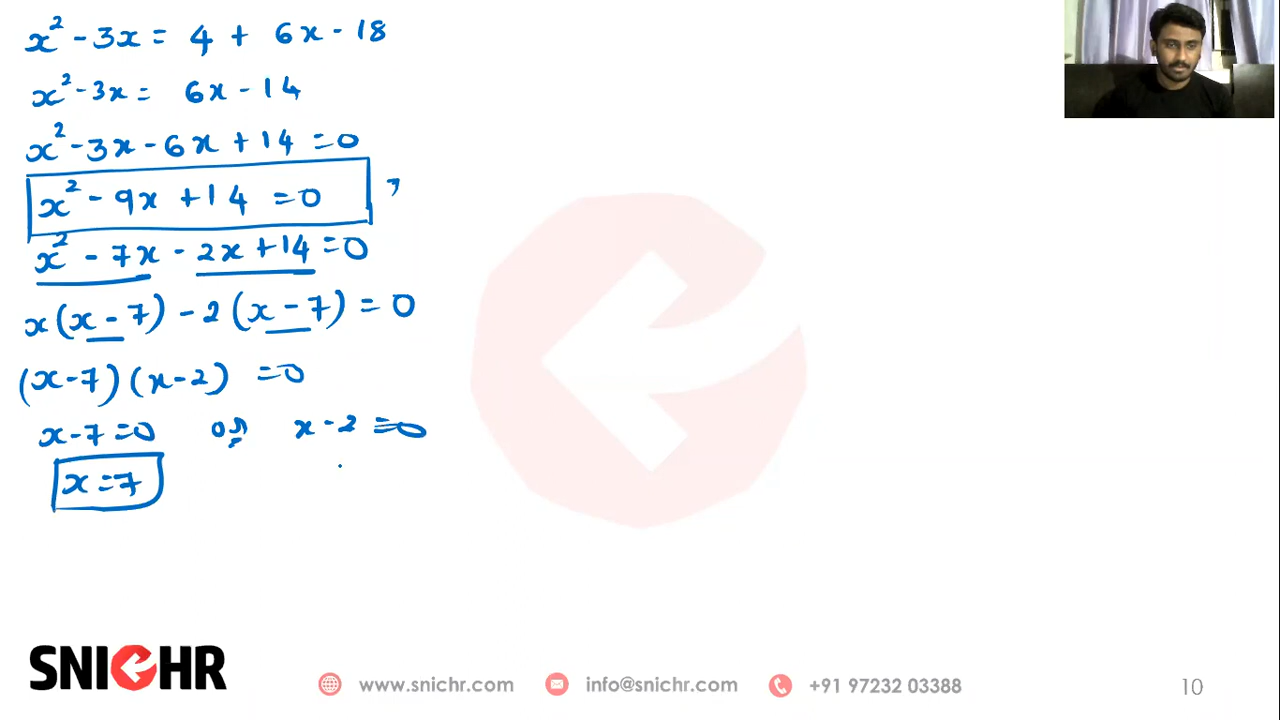 x² - 3x = 4 + 6x - 18
x² - 3x = 6x - 14
x² - 3x - 6x + 14 = 0
x² - 9x + 14 = 0 ,
x² - 7x - 2x + 14 = 0
x(x - 7) - 2(x - 7) = 0
(x - 7)(x - 2) = 0
x - 7 = 0 or x - 2 = 0
x = 7
SNICHR
www.snichr.com info@snichr.com +91 97232 03388 10